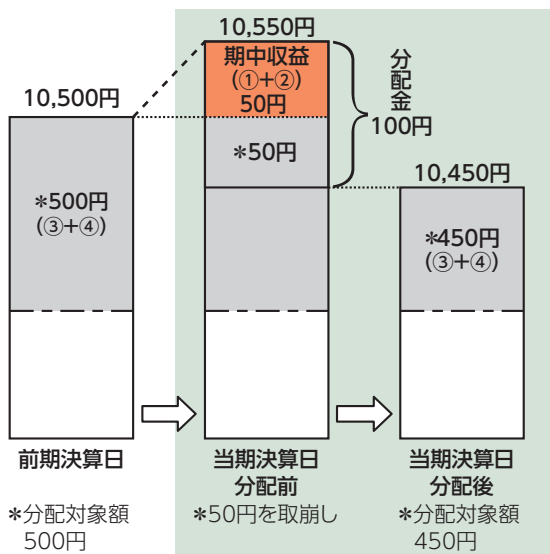 10,500円
*500円
(③+④)
前期決算日
*分配対象額
500円
10,550円
期中収益
(①+②)
50円
*50円
分配金
100円
当期決算日
分配前
*50円を取崩し
10,450円
*450円
(③+④)
当期決算日
分配後
*分配対象額
450円